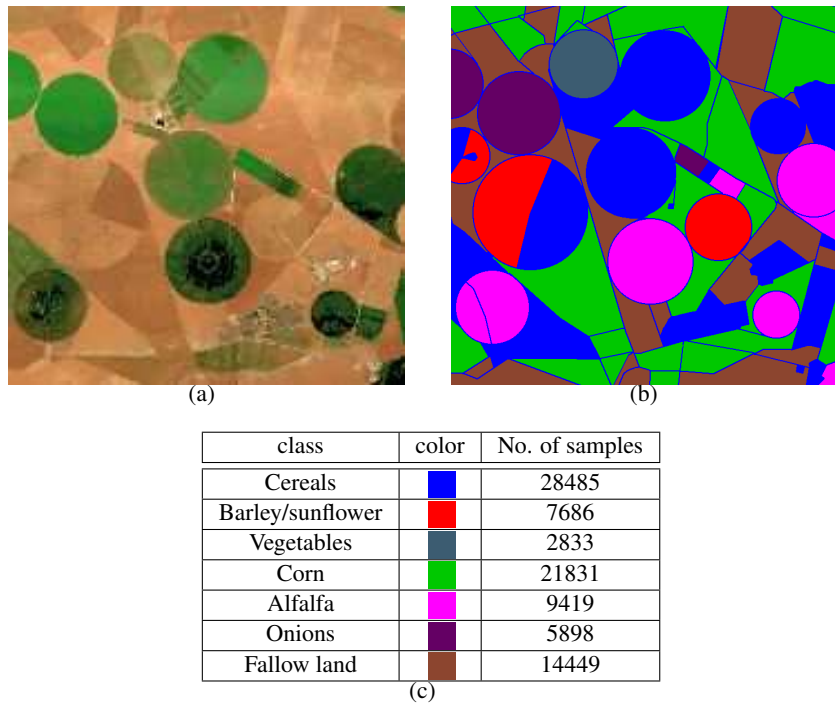 (a)
(b)
class color No. of samples
Cereals 28485
Barley/sunflower 7686
Vegetables 2833
Corn 21831
Alfalfa 9419
Onions 5898
Fallow land 14449
(c)